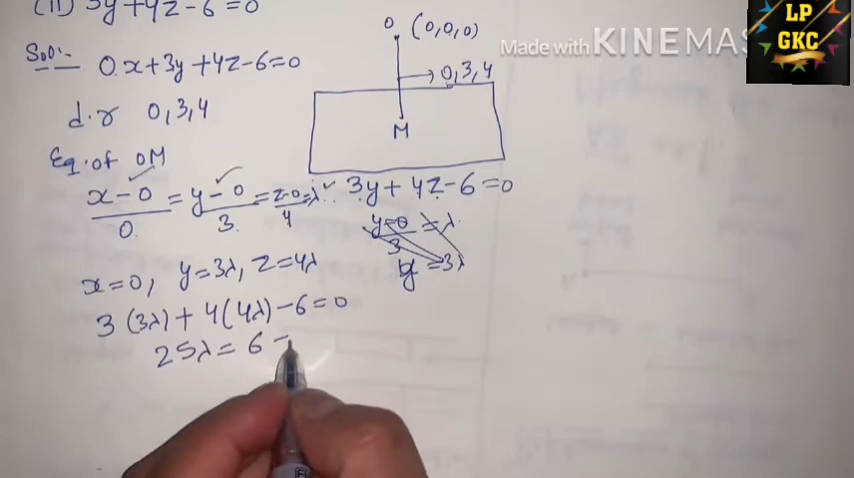 (ii) 3y+4z-6=0
Sol:-
0.x+3y+4z-6=0
d.r 0,3,4
Eq. of OM
x-0/0 = y-0/3 = z-0/4 = λ
x=0, y=3λ, z=4λ
3(3λ)+4(4λ)-6=0
25λ=6
O (0,0,0)
0,3,4
M
3y+4z-6=0
y-0/3 = λ
y=3λ
Made with KINEMAS
LP
GKC